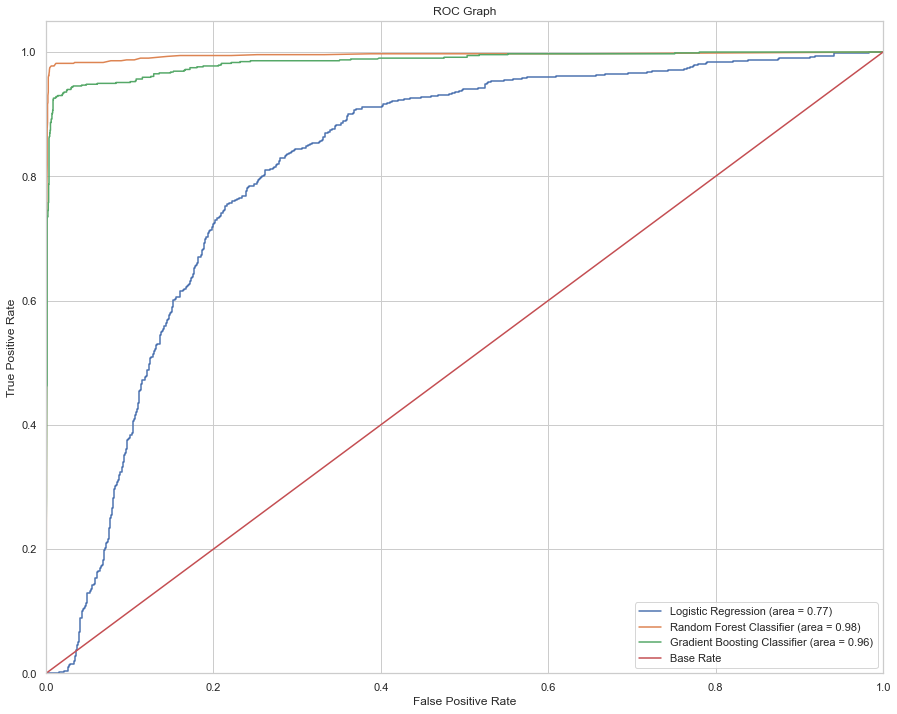 ROC Graph
1.0
0.8
0.6
0.4
0.2
0.0
True Positive Rate
0.0 0.2 0.4 0.6 0.8 1.0
False Positive Rate
Logistic Regression (area = 0.77)
Random Forest Classifier (area = 0.98)
Gradient Boosting Classifier (area = 0.96)
Base Rate